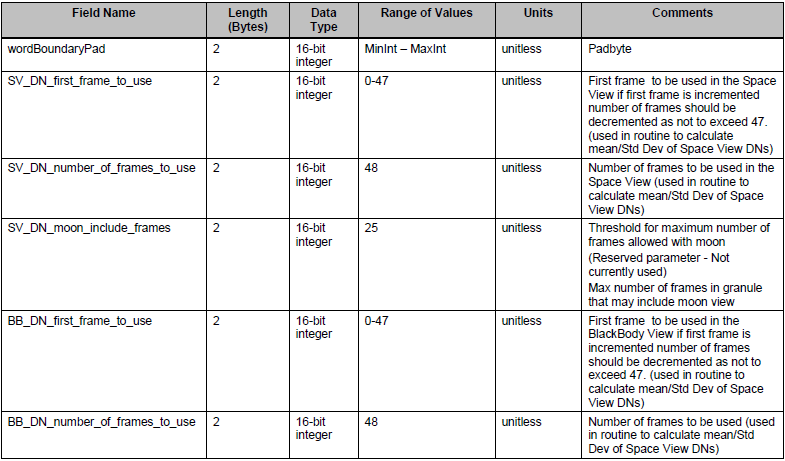 Field Name Length (Bytes) Data Type Range of Values Units Comments
wordBoundaryPad 2 16-bit integer MinInt – MaxInt unitless Padbyte
SV_DN_first_frame_to_use 2 16-bit integer 0-47 unitless First frame to be used in the Space
View if first frame is incremented
number of frames should be
decremented as not to exceed 47.
(used in routine to calculate
mean/Std Dev of Space View DNs)
SV_DN_number_of_frames_to_use 2 16-bit integer 48 unitless Number of frames to be used in the
Space View (used in routine to
calculate mean/Std Dev of Space
View DNs)
SV_DN_moon_include_frames 2 16-bit integer 25 unitless Threshold for maximum number of
frames allowed with moon
(Reserved parameter - Not
currently used)
Max number of frames in granule
that may include moon view
BB_DN_first_frame_to_use 2 16-bit integer 0-47 unitless First frame to be used in the
BlackBody View if first frame is
incremented number of frames
should be decremented as not to
exceed 47. (used in routine to
calculate mean/Std Dev of Space
View DNs)
BB_DN_number_of_frames_to_use 2 16-bit integer 48 unitless Number of frames to be used (used
in routine to calculate mean/Std
Dev of Space View DNs)